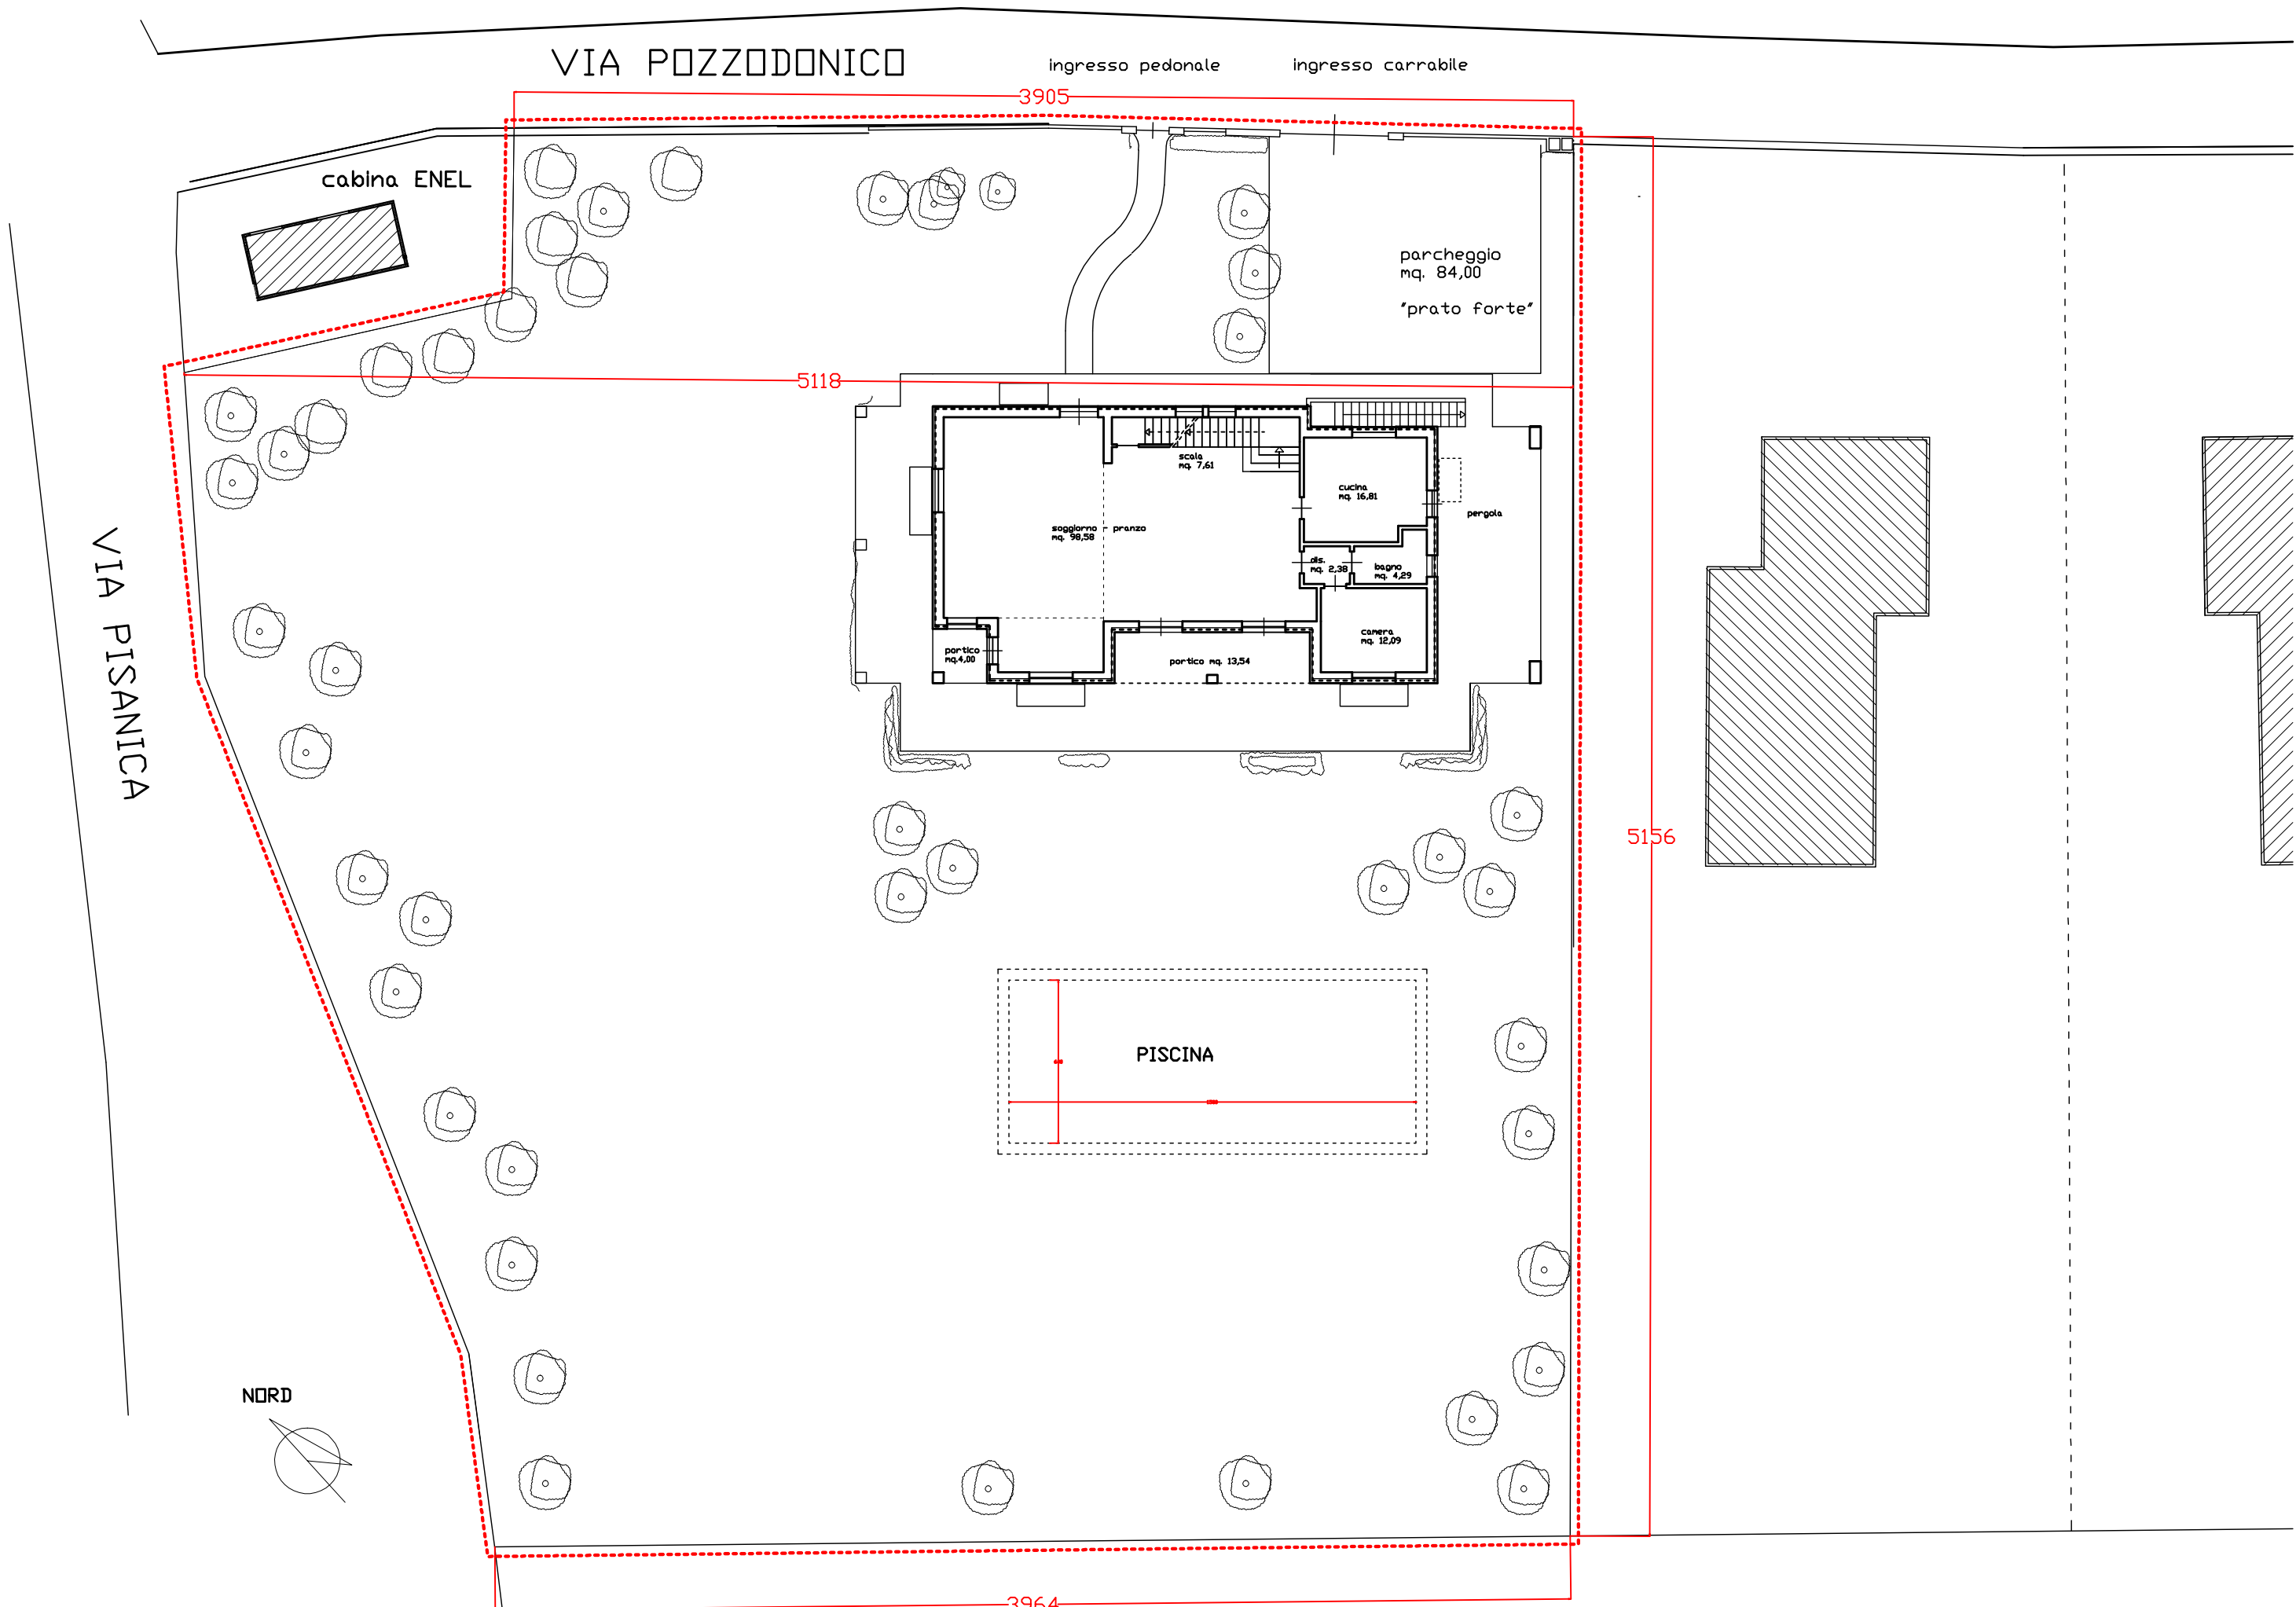 VIA POZZODONICO
ingresso pedonale
ingresso carrabile
3905
cabina ENEL
parcheggio
mq. 84,00
"prato forte"
5118
scala
mq. 7,61
cucina
mq. 16,81
pergola
soggiorno - pranzo
mq. 98,58
dis.
mq. 2,38
bagno
mq. 4,29
camera
mq. 12,09
portico
mq.4,00
portico mq. 13,54
VIA PISANICA
5156
PISCINA
NORD
3964